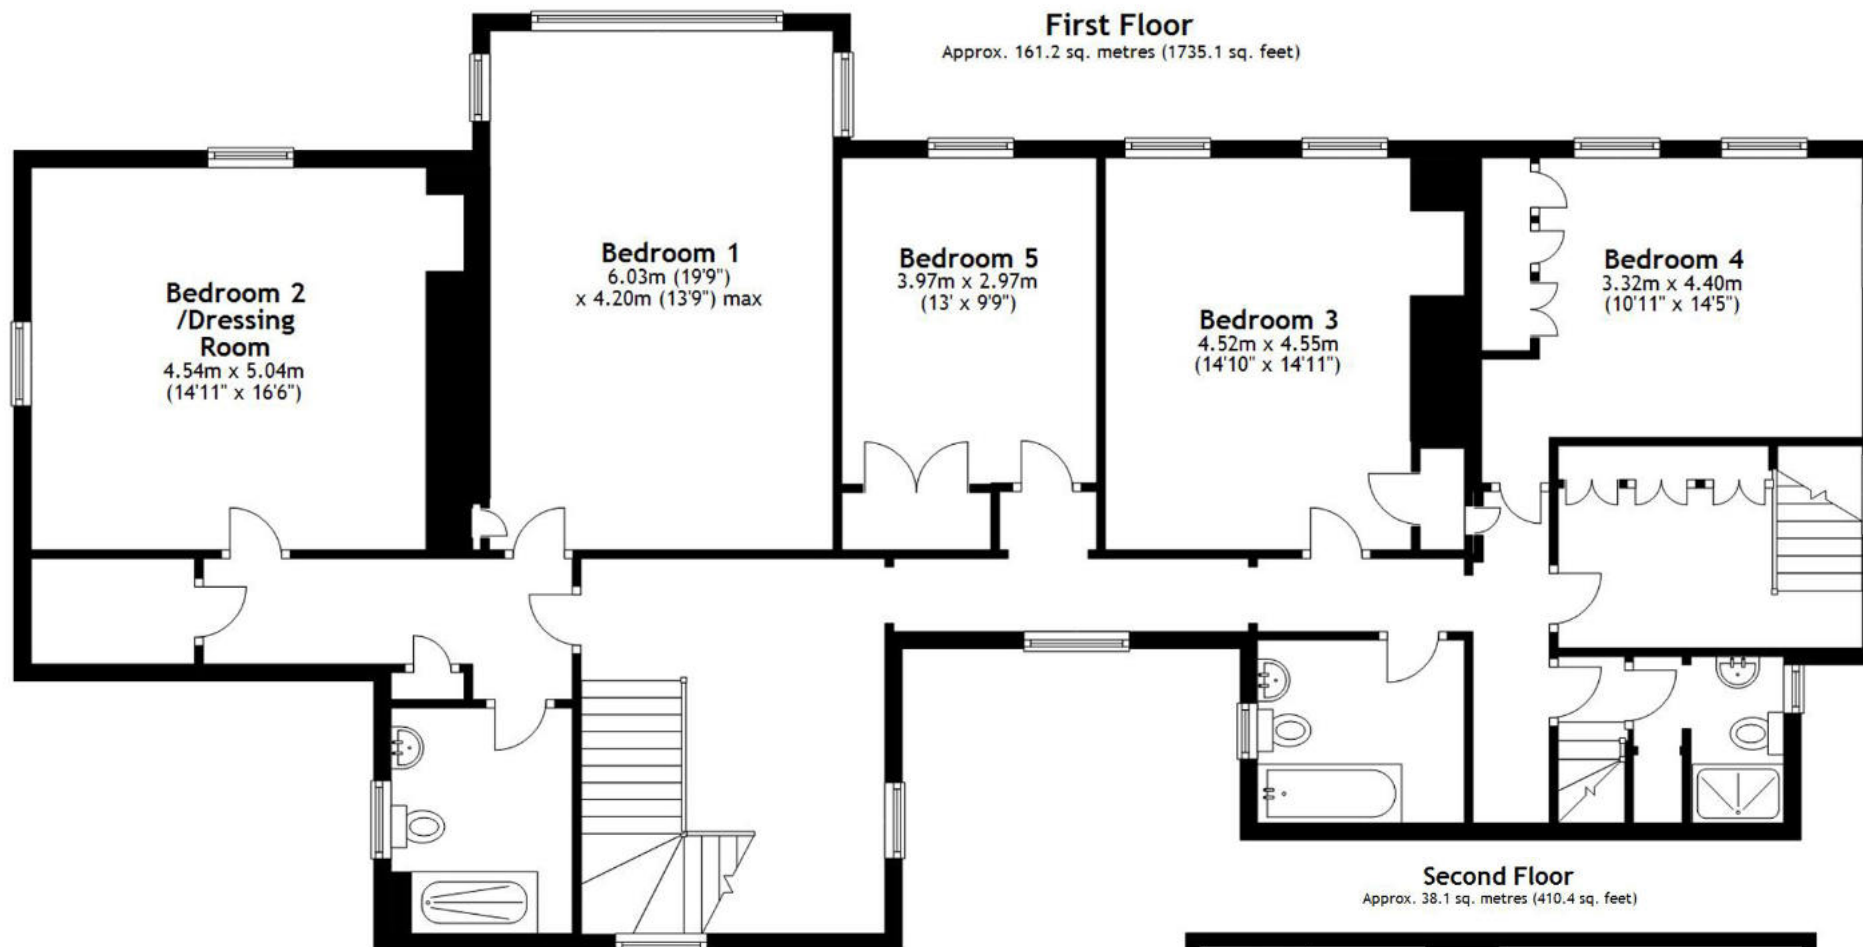 First Floor
Approx. 161.2 sq. metres (1735.1 sq. feet)
Bedroom 2
/Dressing
Room
4.54m x 5.04m
(14'11" x 16'6")
Bedroom 1
6.03m (19'9")
x 4.20m (13'9") max
Bedroom 5
3.97m x 2.97m
(13' x 9'9")
Bedroom 3
4.52m x 4.55m
(14'10" x 14'11")
Bedroom 4
3.32m x 4.40m
(10'11" x 14'5")
Second Floor
Approx. 38.1 sq. metres (410.4 sq. feet)